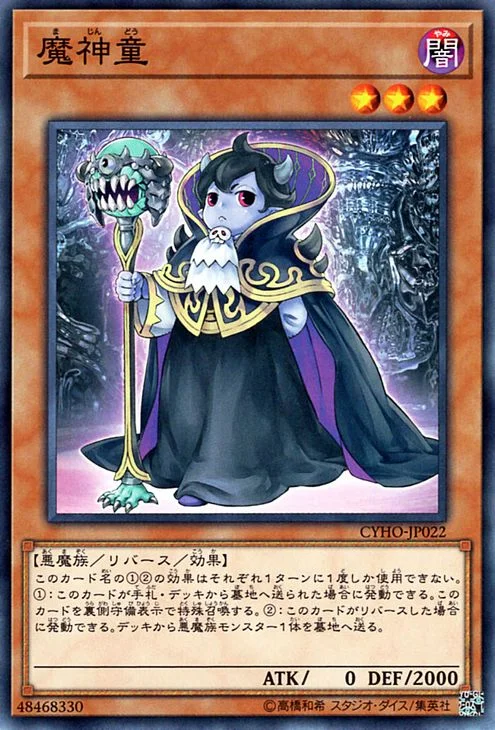 魔神童
闇
CYHO-JP022
【悪魔族/リバース/効果】
このカード名の①②の効果はそれぞれ1ターンに1度しか使用できない。
①:このカードが手札・デッキから墓地へ送られた場合に発動できる。この
カードを裏側守備表示で特殊召喚する。②:このカードがリバースした場合
に発動できる。デッキから悪魔族モンスター1体を墓地へ送る。
ATK/ 0 DEF/2000
48468330
©高橋和希 スタジオ・ダイス/集英社